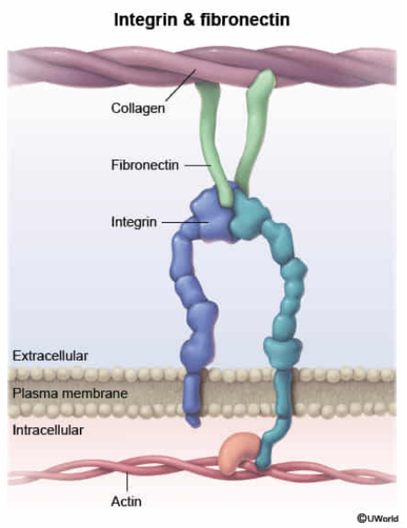 Integrin & fibronectin
Collagen
Fibronectin
Integrin
Extracellular
Plasma membrane
Intracellular
Actin
©UWorld